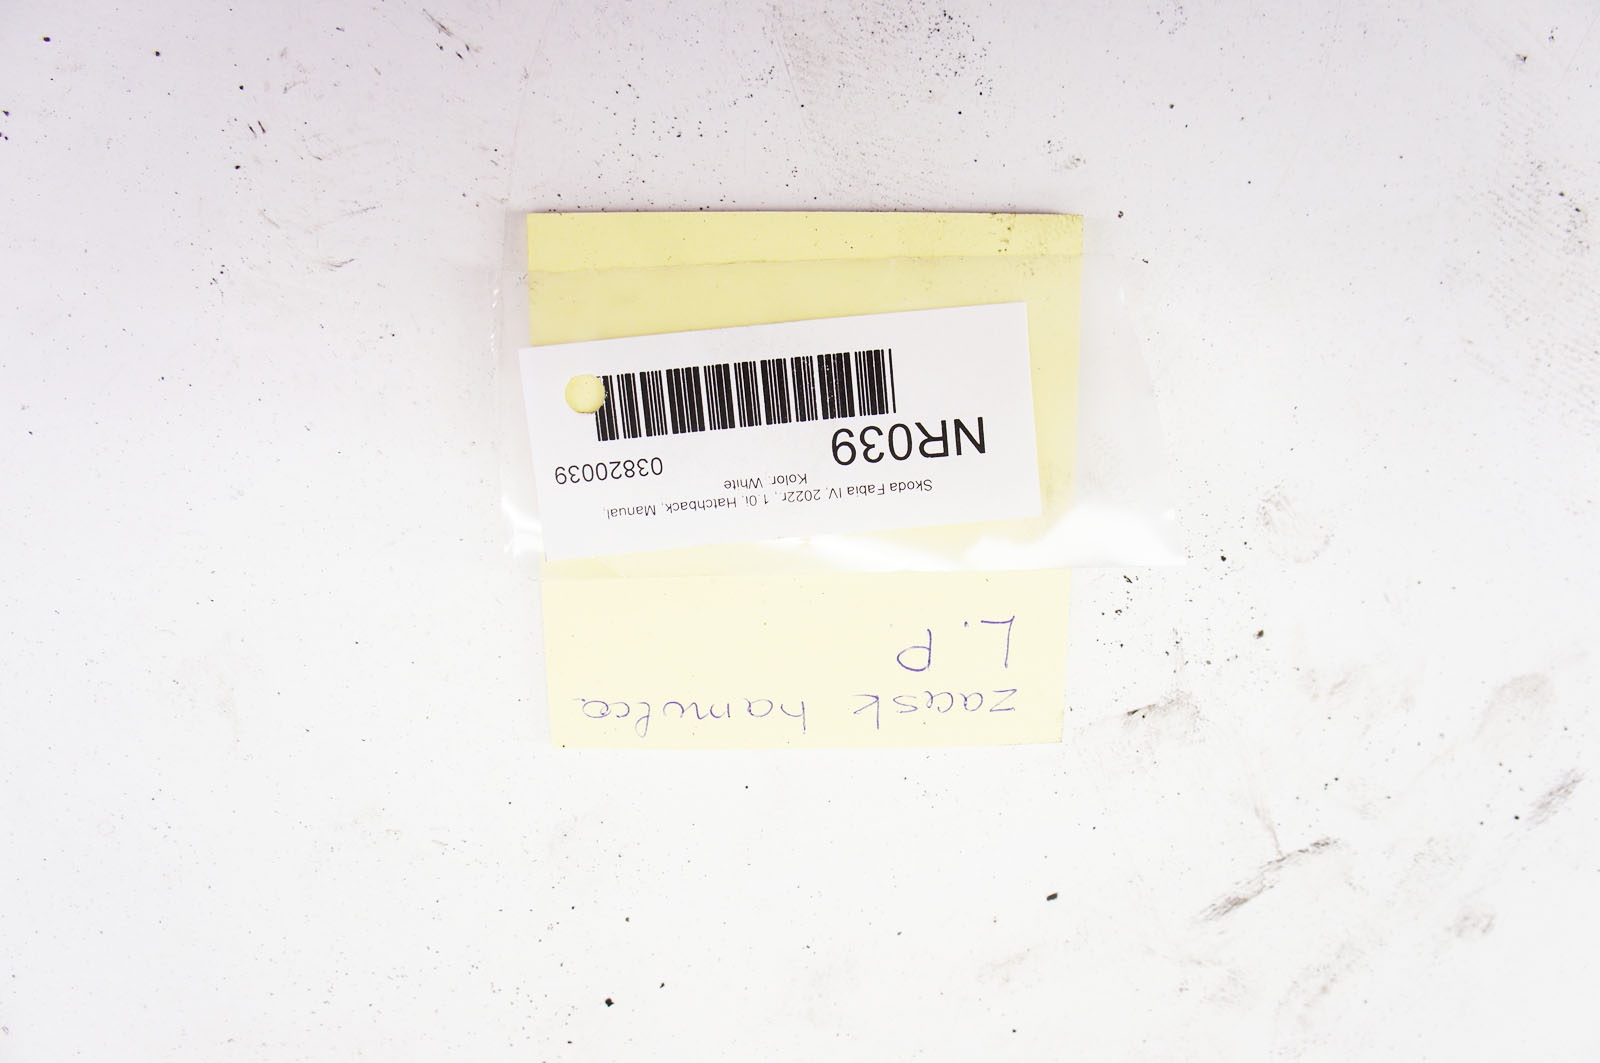 zacisk hamulca
L. P
Skoda Fabia IV, 2022r., 1.0i, Hatchback, Manual,
Kolor: White
NR039 03820039